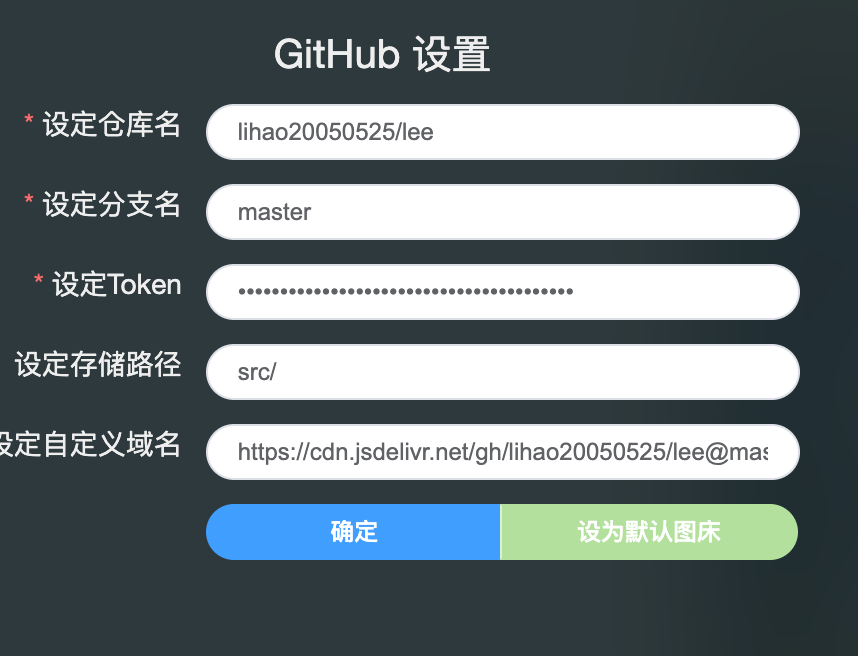 GitHub 设置
* 设定仓库名 lihao20050525/lee
* 设定分支名 master
* 设定Token ••••••••••••••••••••••••••••••••••••••••
设定存储路径 src/
设定自定义域名 https://cdn.jsdelivr.net/gh/lihao20050525/lee@mas
确定 设为默认图床